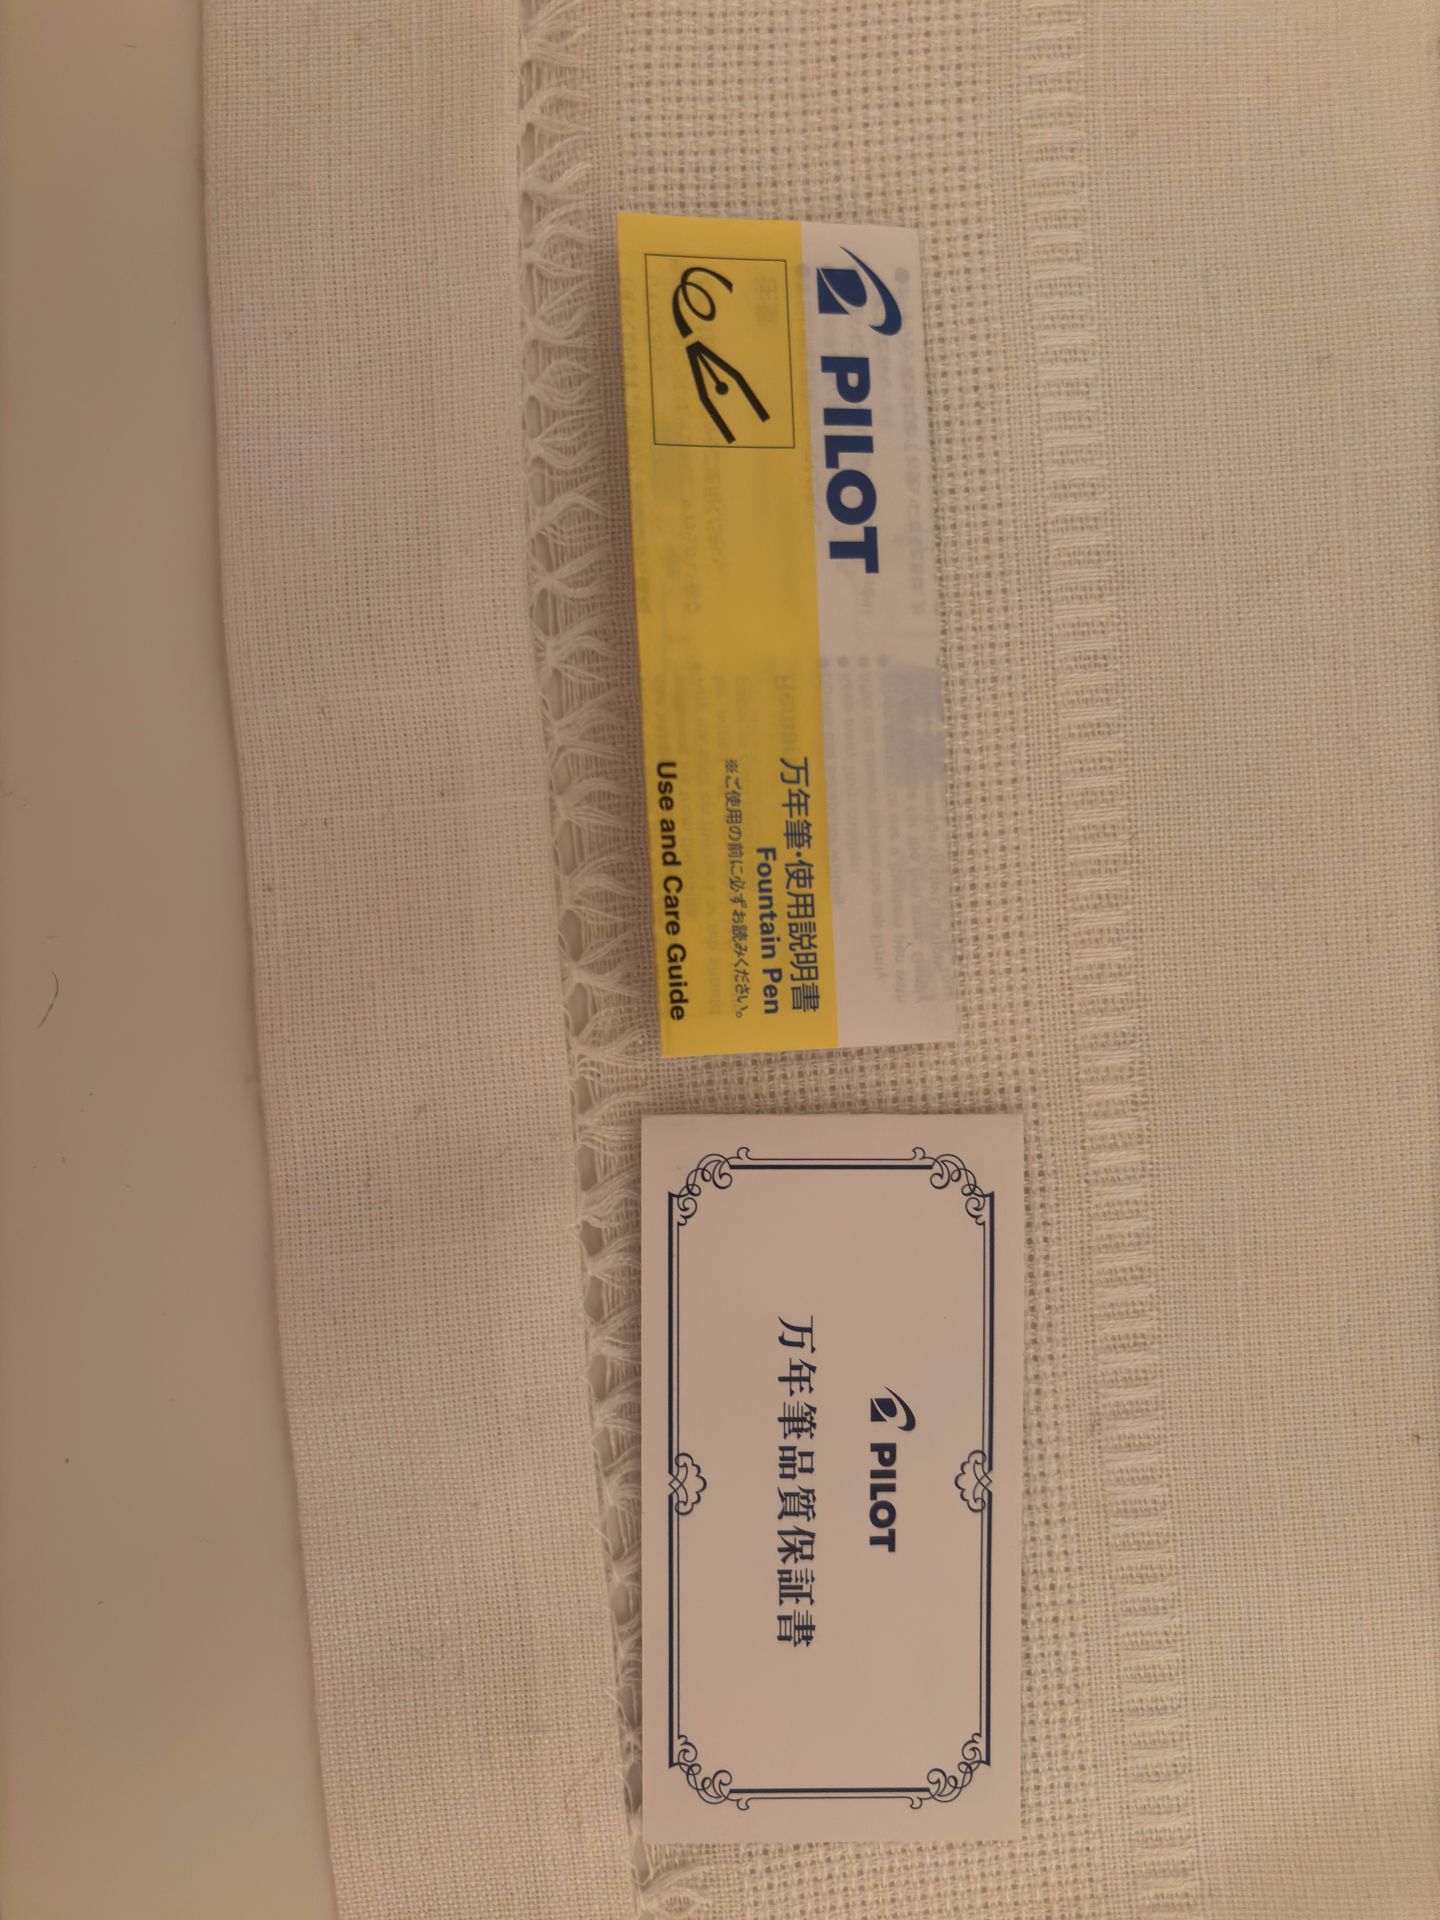 PILOT
万年筆・使用説明書
Fountain Pen
※ご使用の前に必ずお読みください。
Use and Care Guide
PILOT
万年筆品質保証書